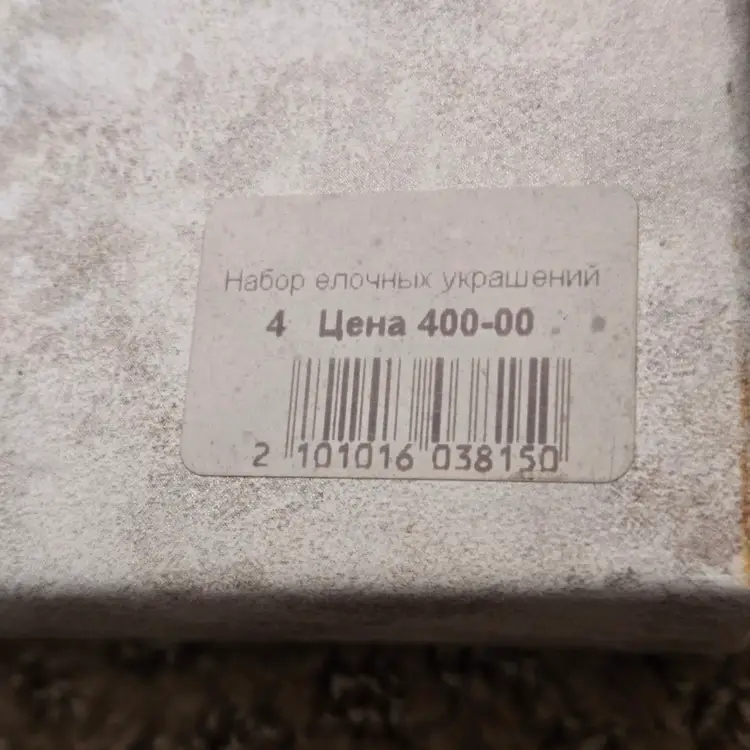 Набор елочных украшений
4 Цена 400-00
2 101016 038150